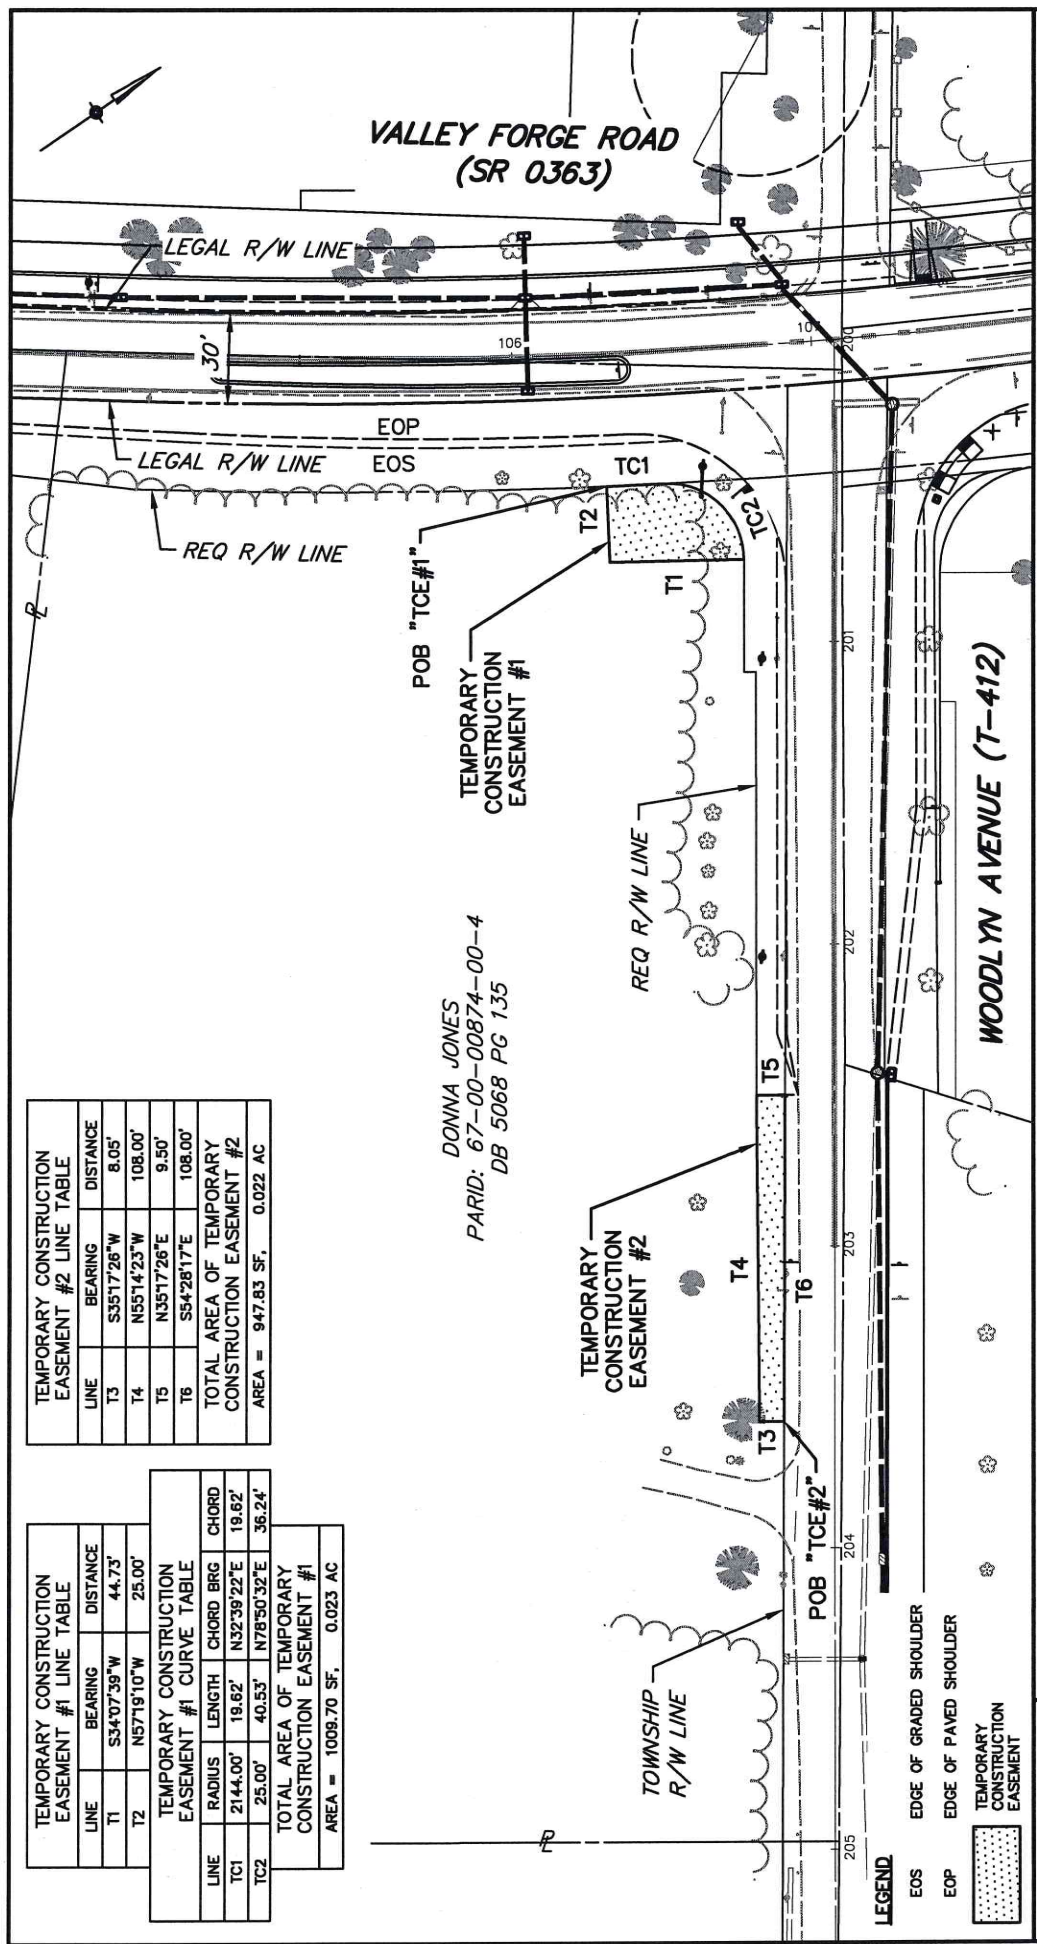 VALLEY FORGE ROAD
(SR 0363)
LEGAL R/W LINE
30'
106
107
200
EOP
LEGAL R/W LINE
EOS
TC1
TC2
T2
T1
REQ R/W LINE
POB "TCE#1"
TEMPORARY
CONSTRUCTION
EASEMENT #1
201
REQ R/W LINE
WOODLYN AVENUE (T-412)
202
DONNA JONES
PARID: 67-00-00874-00-4
DB 5068 PG 135
T5
TEMPORARY
CONSTRUCTION
EASEMENT #2
T4
T6
203
T3
POB "TCE#2"
204
TOWNSHIP
R/W LINE
205
TEMPORARY CONSTRUCTION
EASEMENT #2 LINE TABLE
LINE BEARING DISTANCE
T3 S35°17'26"W 8.05'
T4 N55°14'23"W 108.00'
T5 N35°17'26"E 9.50'
T6 S54°28'17"E 108.00'
TOTAL AREA OF TEMPORARY
CONSTRUCTION EASEMENT #2
AREA = 947.83 SF, 0.022 AC
TEMPORARY CONSTRUCTION
EASEMENT #1 LINE TABLE
LINE BEARING DISTANCE
T1 S34°07'39"W 44.73'
T2 N57°19'10"W 25.00'
TEMPORARY CONSTRUCTION
EASEMENT #1 CURVE TABLE
LINE RADIUS LENGTH CHORD BRG CHORD
TC1 2144.00' 19.62' N32°39'22"E 19.62'
TC2 25.00' 40.53' N78°50'32"E 36.24'
TOTAL AREA OF TEMPORARY
CONSTRUCTION EASEMENT #1
AREA = 1009.70 SF, 0.023 AC
LEGEND
EOS EDGE OF GRADED SHOULDER
EOP EDGE OF PAVED SHOULDER
TEMPORARY
CONSTRUCTION
EASEMENT